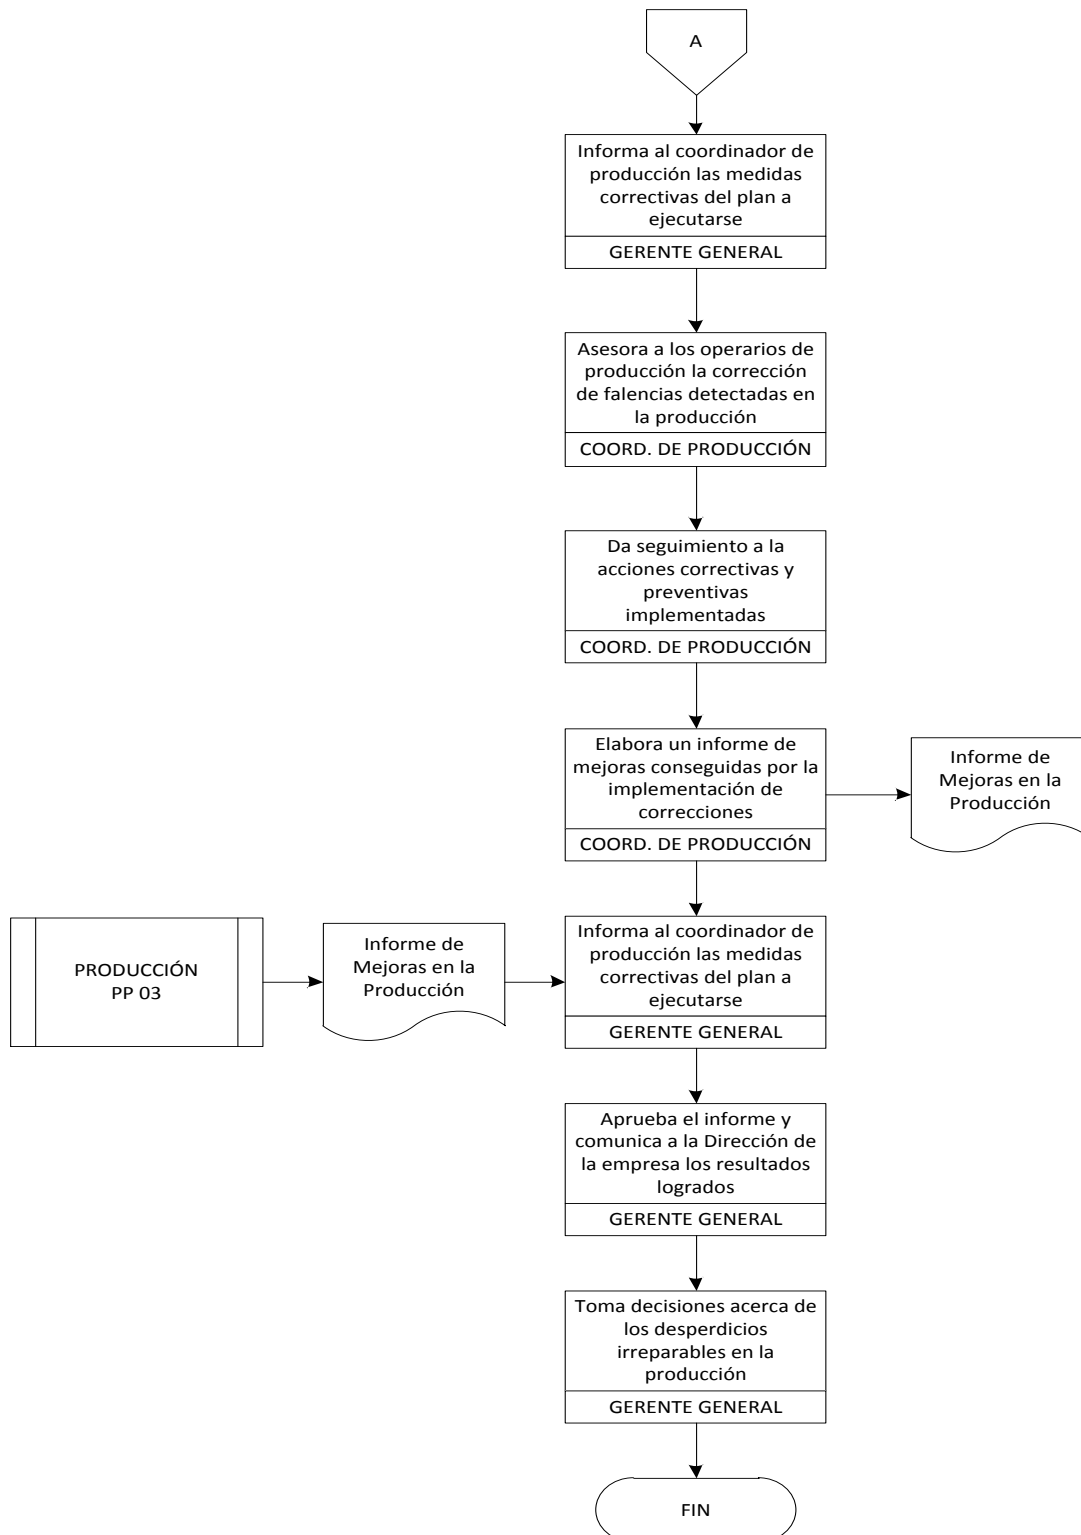 A
Informa al coordinador de
producción las medidas
correctivas del plan a
ejecutarse
GERENTE GENERAL
Asesora a los operarios de
producción la corrección
de falencias detectadas en
la producción
COORD. DE PRODUCCIÓN
Da seguimiento a la
acciones correctivas y
preventivas
implementadas
COORD. DE PRODUCCIÓN
Elabora un informe de
mejoras conseguidas por la
implementación de
correcciones
COORD. DE PRODUCCIÓN
Informe de
Mejoras en la
Producción
PRODUCCIÓN
PP 03
Informe de
Mejoras en la
Producción
Informa al coordinador de
producción las medidas
correctivas del plan a
ejecutarse
GERENTE GENERAL
Aprueba el informe y
comunica a la Dirección de
la empresa los resultados
logrados
GERENTE GENERAL
Toma decisiones acerca de
los desperdicios
irreparables en la
producción
GERENTE GENERAL
FIN